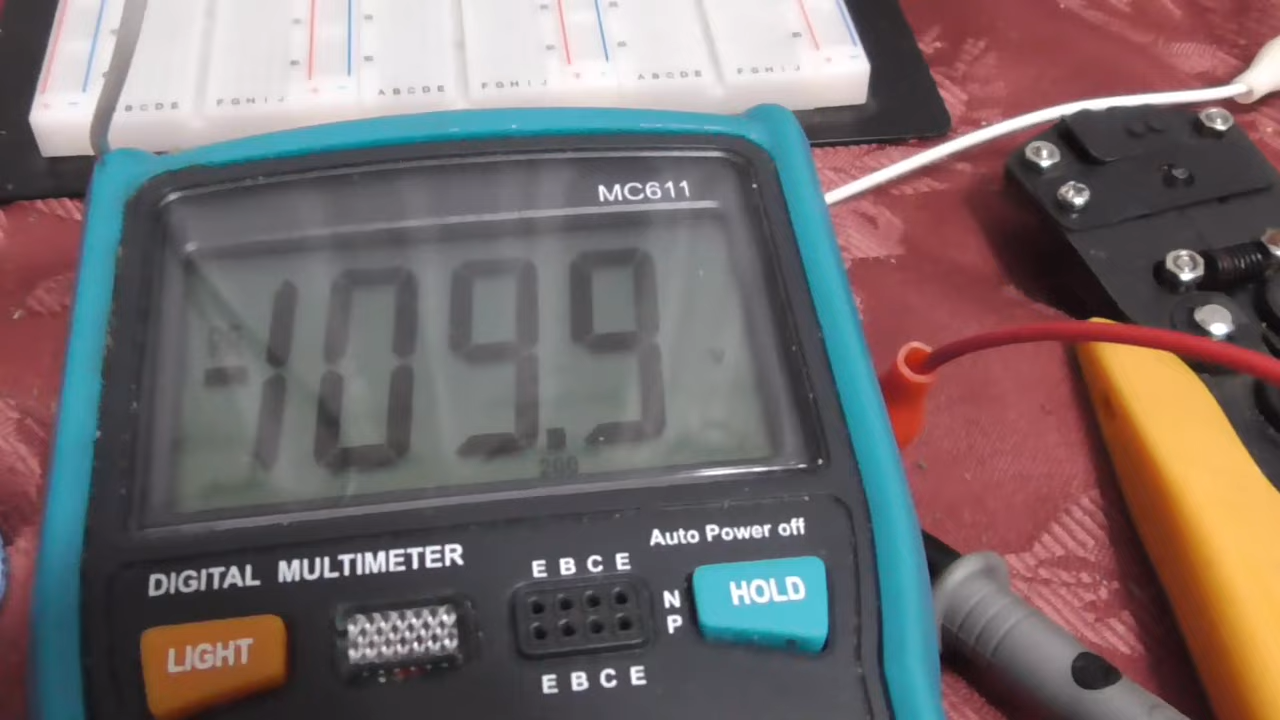 A B C D E
F G H I J
A B C D E
F G H I J
A B C D E
F G H I J
MC611
-109.9
200
Auto Power off
DIGITAL MULTIMETER
E B C E
HOLD
N
P
LIGHT
E B C E